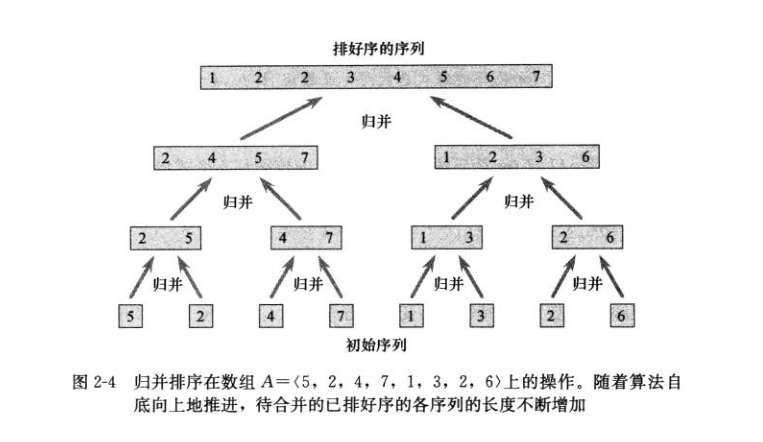 排好序的序列
1 2 2 3 4 5 6 7
归并
2 4 5 7 1 2 3 6
归并 归并
2 5 4 7 1 3 2 6
归并 归并 归并 归并
5 2 4 7 1 3 2 6
初始序列
图 2-4 归并排序在数组 A=〈5,2,4,7,1,3,2,6〉上的操作。随着算法自
底向上地推进,待合并的已排好序的各序列的长度不断增加